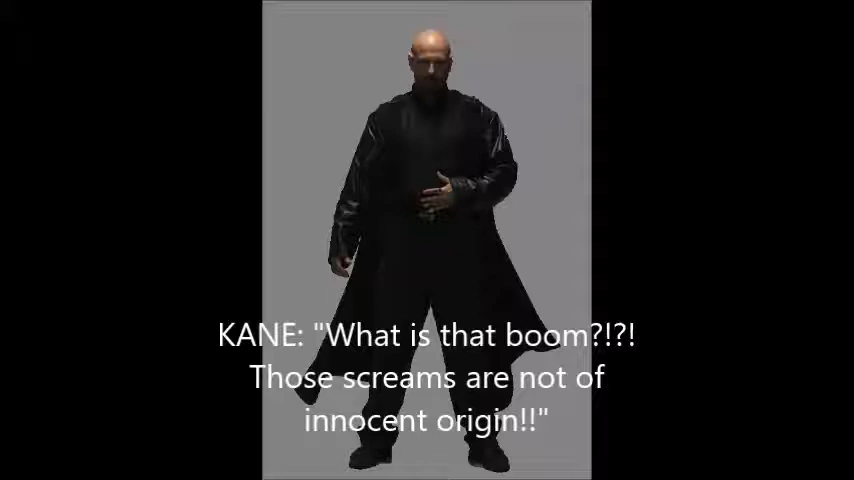 KANE: "What is that boom?!?!
Those screams are not of
innocent origin!!"